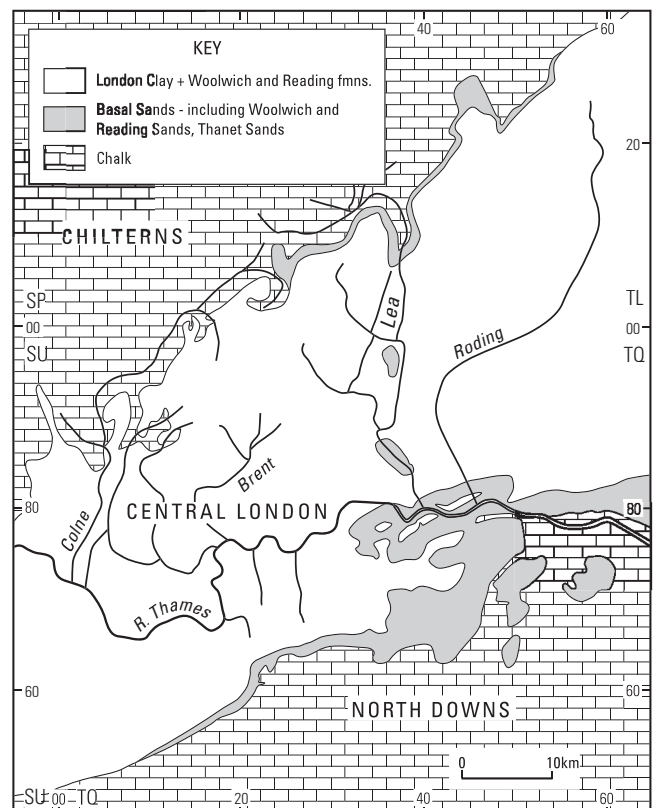 40
60
KEY
London Clay + Woolwich and Reading fmns.
Basal Sands - including Woolwich and
Reading Sands, Thanet Sands
Chalk
20
CHILTERNS
SP
00
SU
TL
00
TQ
Lea
Roding
Brent
Colne
80
CENTRAL LONDON
80
R. Thames
60
60
NORTH DOWNS
0 10km
SU 00 TQ 20 40 60